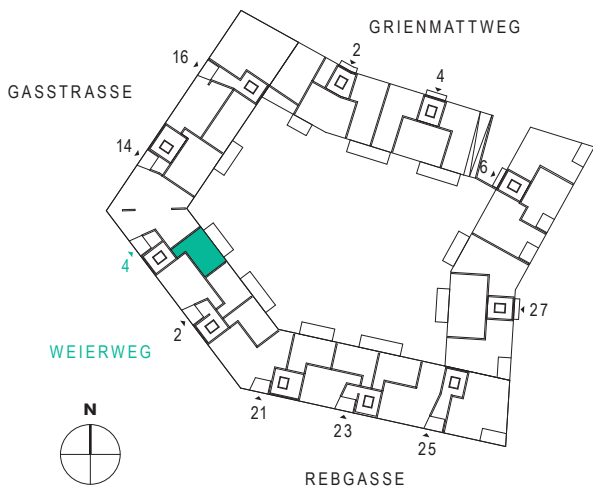 GRIENMATTWEG
16
2
4
GASSTRASSE
14
6
4
27
2
WEIERWEG
21
23
25
N
REBGASSE